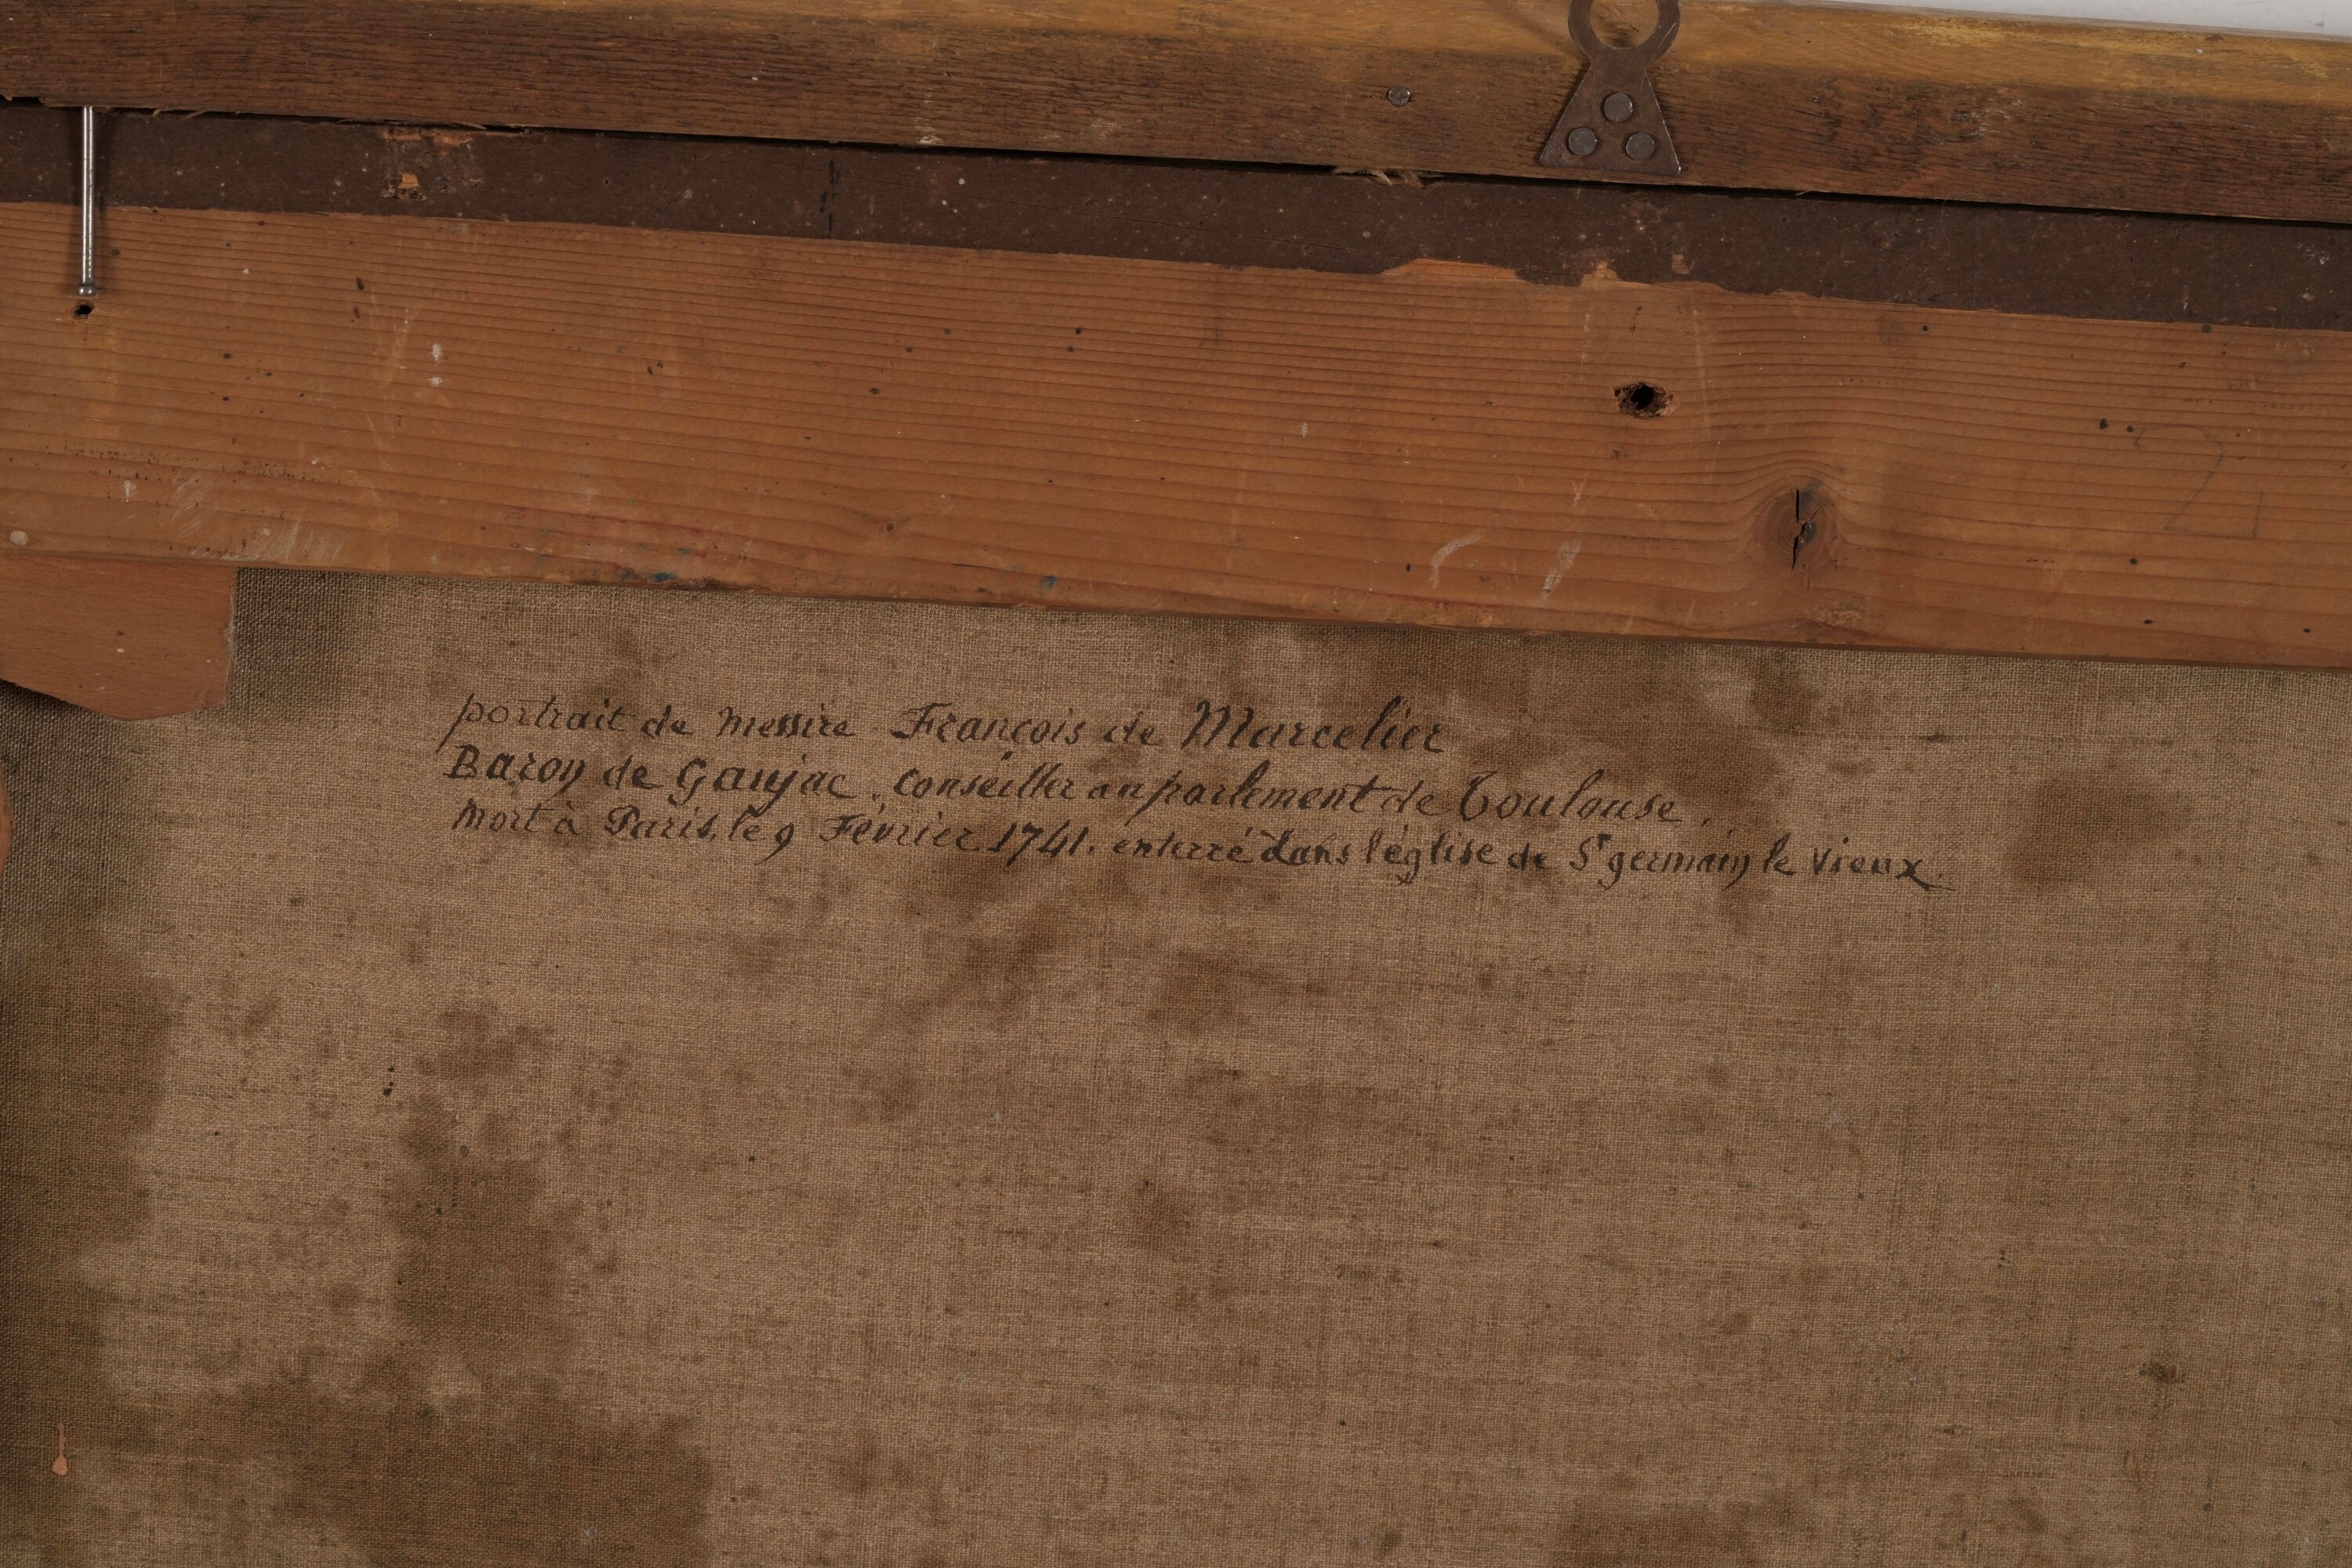 portrait de messire François de Marcelier
Baron de Gaujac, conseiller au parlement de Toulouse,
mort à Paris, le 9 Février 1741. enterré dans l'église de St germain le vieux.
21